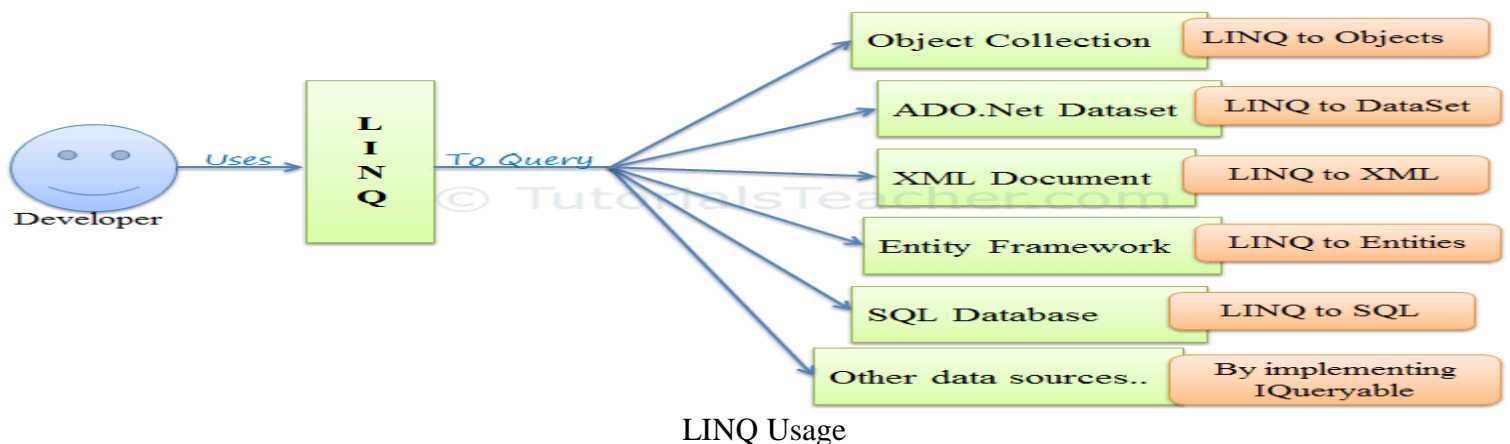 Object Collection
LINQ to Objects
ADO.Net Dataset
LINQ to DataSet
L
I
N
Q
Uses
To Query
XML Document
LINQ to XML
© TutorialsTeacher.com
Developer
Entity Framework
LINQ to Entities
SQL Database
LINQ to SQL
Other data sources..
By implementing
IQueryable
LINQ Usage